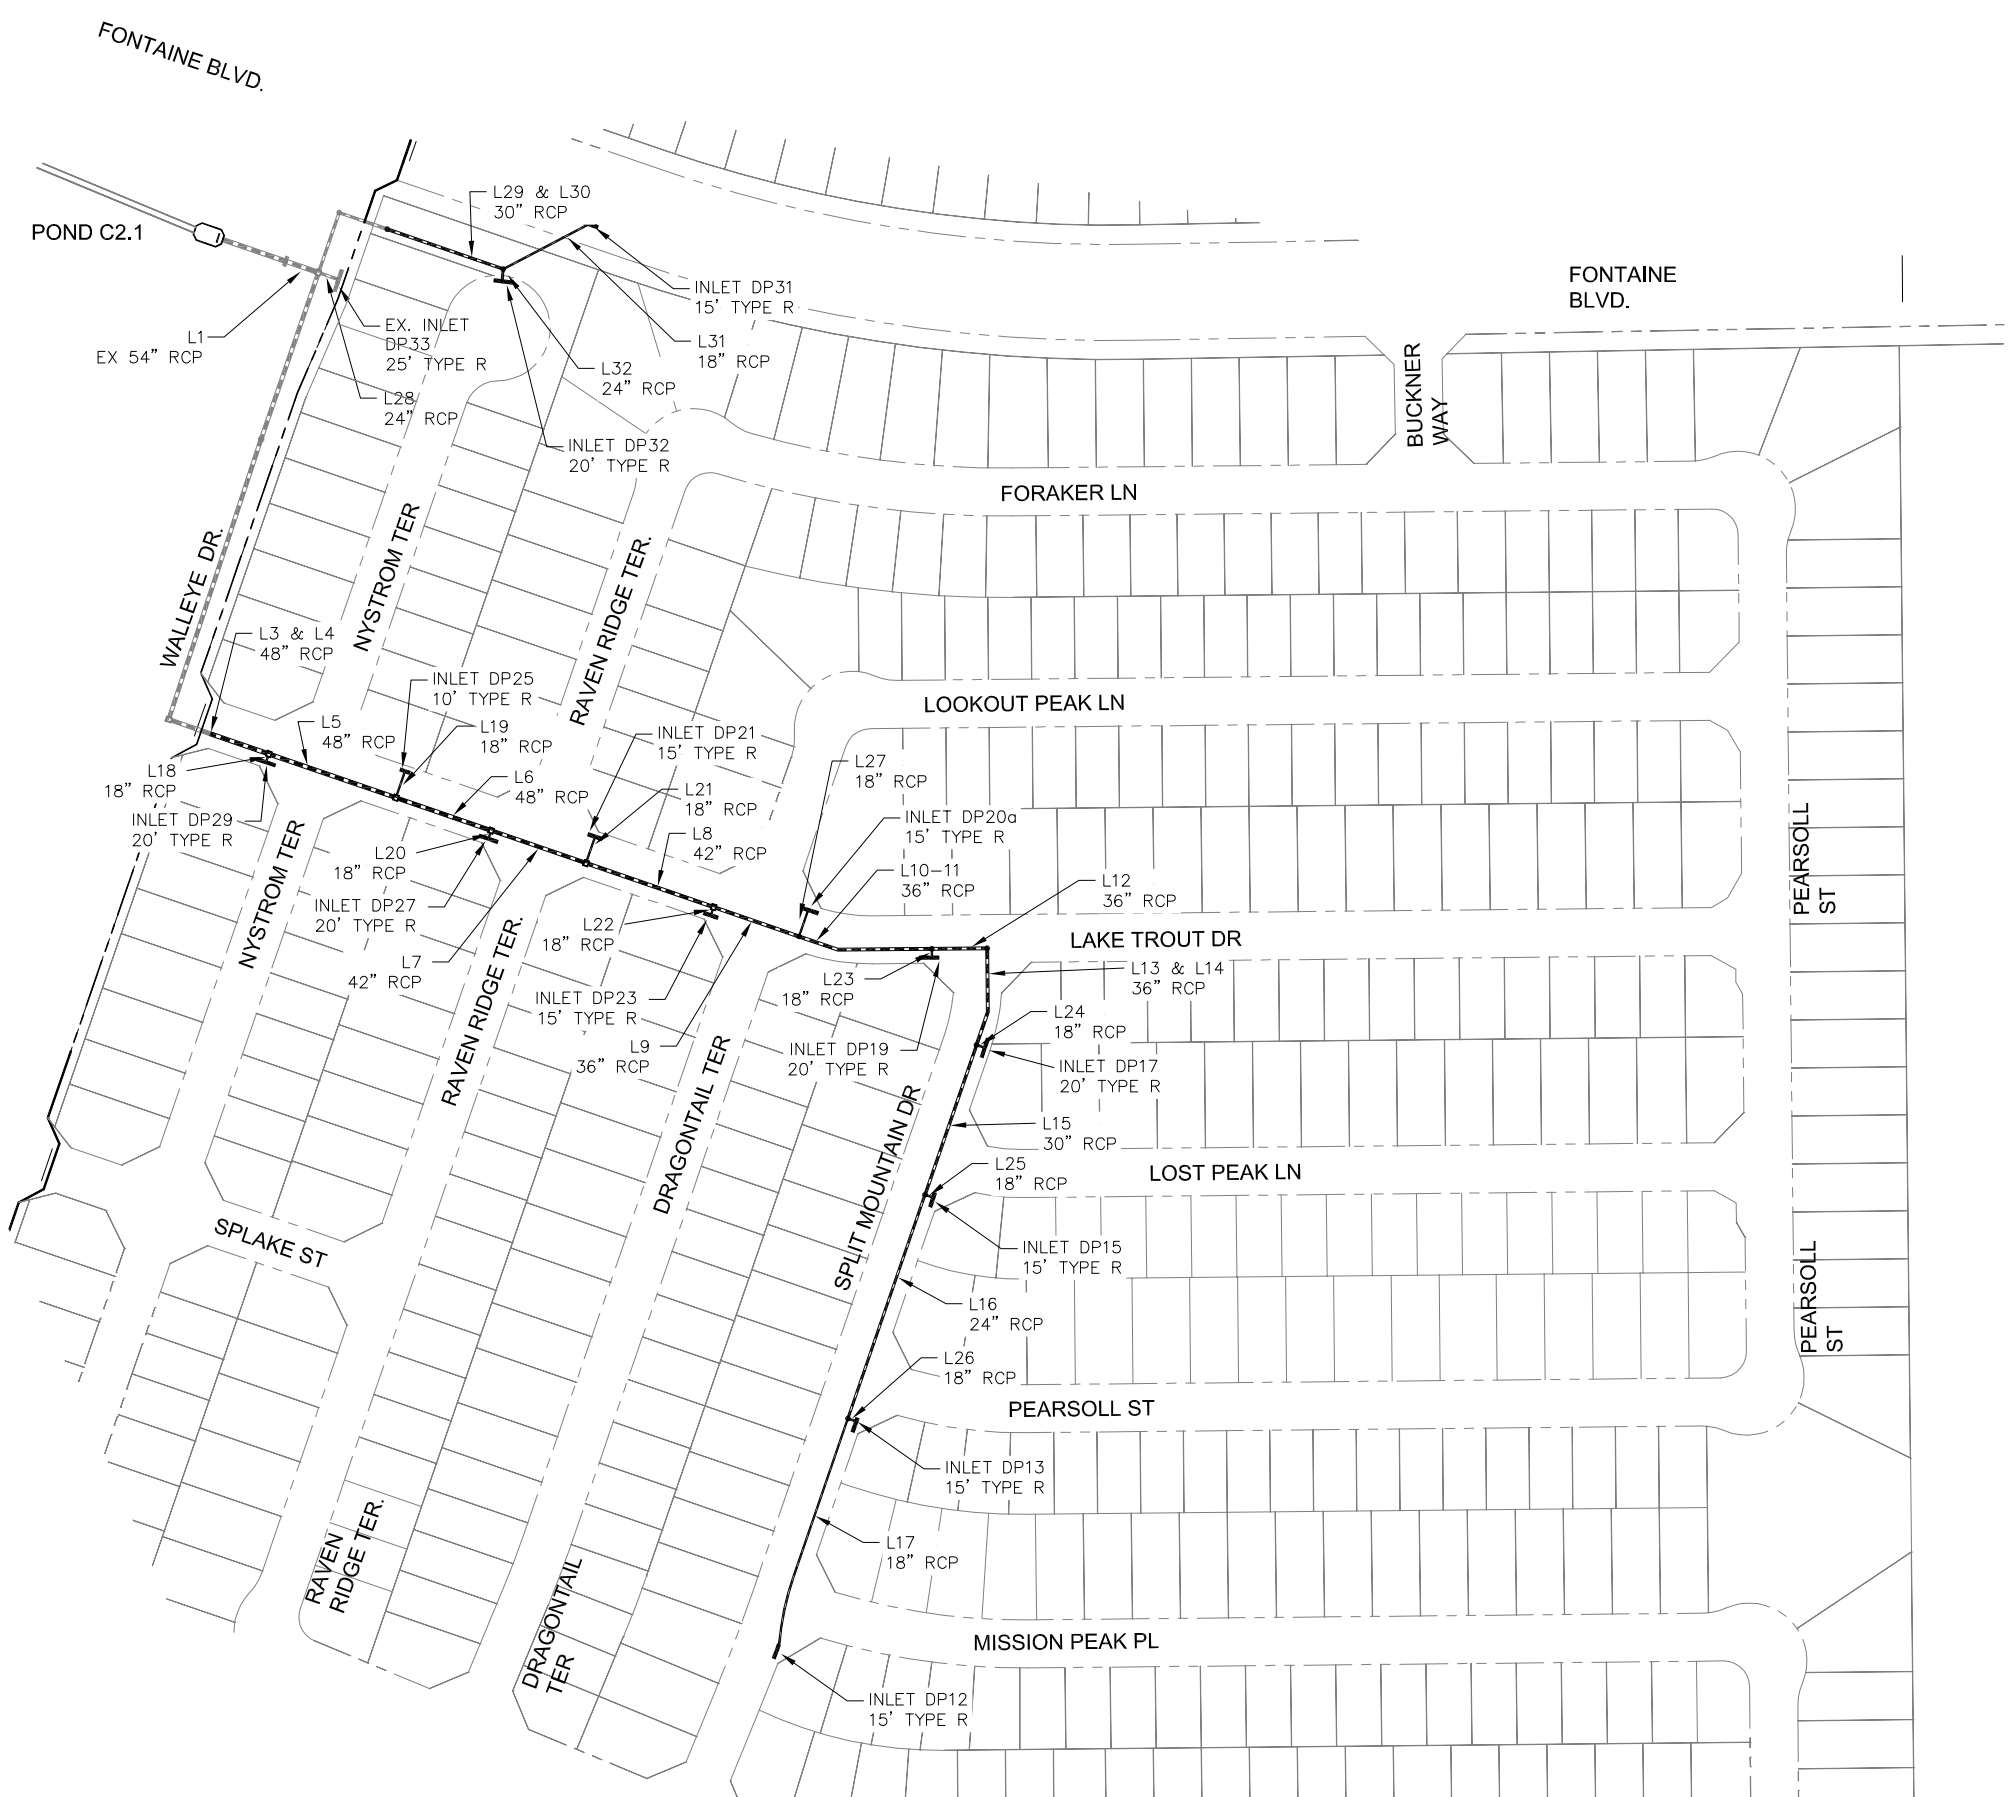 FONTAINE BLVD.
L29 & L30
30” RCP
POND C2.1
INLET DP31
15’ TYPE R
FONTAINE
BLVD.
L1
EX 54” RCP
EX. INLET
DP33
25’ TYPE R
L31
18” RCP
L32
24” RCP
L28
24” RCP
BUCKNER
WAY
INLET DP32
20’ TYPE R
FORAKER LN
WALLEYE DR.
NYSTROM TER
RAVEN RIDGE TER.
L3 & L4
48” RCP
INLET DP25
10’ TYPE R
LOOKOUT PEAK LN
L5
48” RCP
L19
18” RCP
INLET DP21
15’ TYPE R
L18
18” RCP
L6
48” RCP
L27
18” RCP
L21
18” RCP
INLET DP29
20’ TYPE R
INLET DP20a
15’ TYPE R
L8
42” RCP
PEARSOLL
ST
L20
18” RCP
L10-11
36” RCP
L12
36” RCP
NYSTROM TER
INLET DP27
20’ TYPE R
L22
18” RCP
LAKE TROUT DR
L7
42” RCP
RAVEN RIDGE TER.
L23
18” RCP
L13 & L14
36” RCP
INLET DP23
15’ TYPE R
L24
18” RCP
L9
36” RCP
INLET DP19
20’ TYPE R
INLET DP17
20’ TYPE R
DRAGONTAIL TER
SPLIT MOUNTAIN DR
L15
30” RCP
L25
18” RCP
LOST PEAK LN
SPLAKE ST
INLET DP15
15’ TYPE R
PEARSOLL
ST
L16
24” RCP
L26
18” RCP
PEARSOLL ST
INLET DP13
15’ TYPE R
RAVEN
RIDGE TER.
L17
18” RCP
DRAGONTAIL
TER
MISSION PEAK PL
INLET DP12
15’ TYPE R